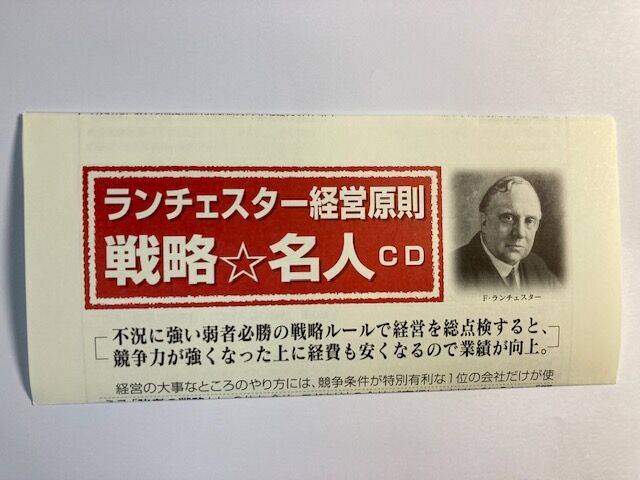 ランチェスター経営原則
戦略☆名人CD
F・ランチェスター
不況に強い弱者必勝の戦略ルールで経営を総点検すると、
競争力が強くなった上に経費も安くなるので業績が向上。
経営の大事なところのやり方には、競争条件が特別有利な1位の会社だけが使